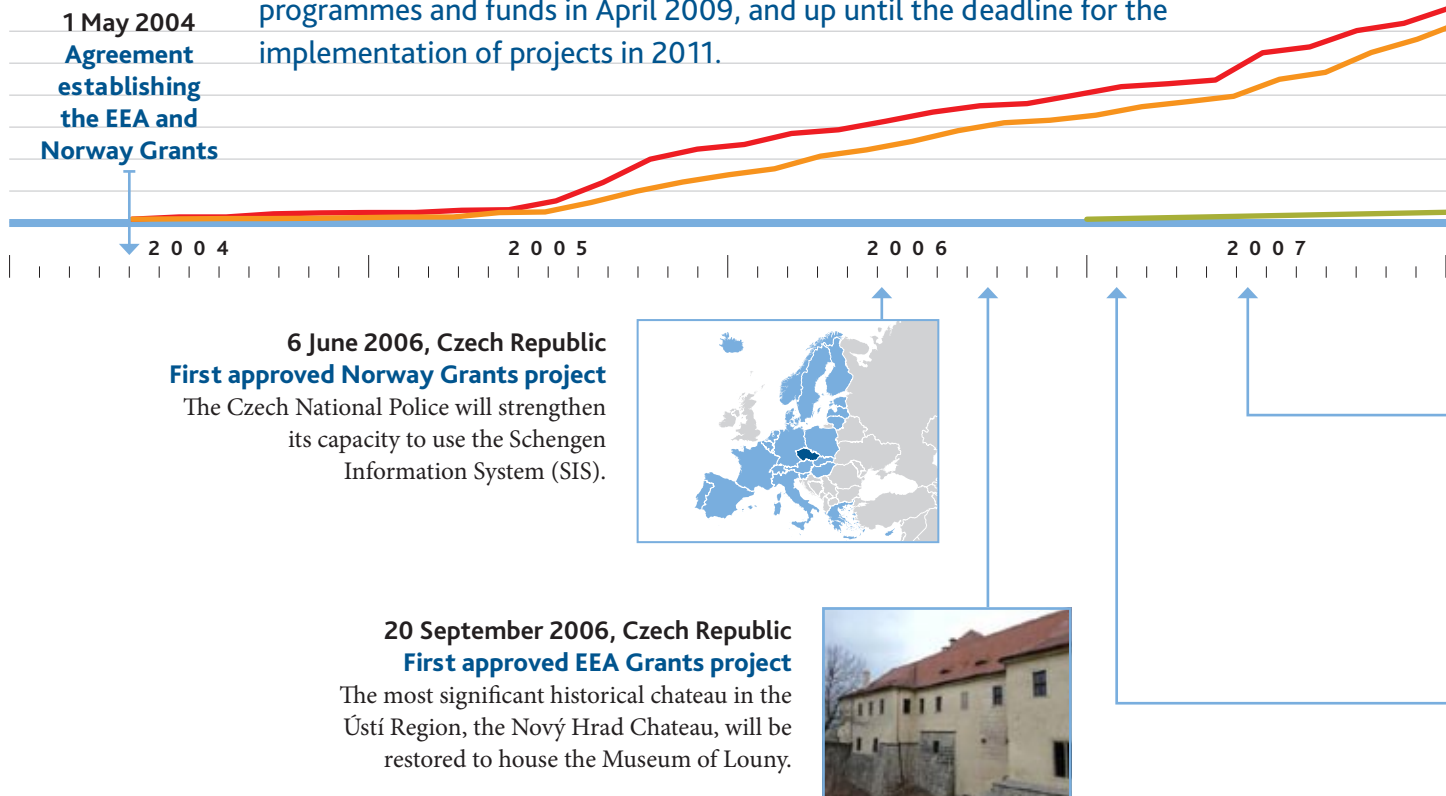 programmes and funds in April 2009, and up until the deadline for the
implementation of projects in 2011.
1 May 2004
Agreement
establishing
the EEA and
Norway Grants
2004
2005
2006
2007
6 June 2006, Czech Republic
First approved Norway Grants project
The Czech National Police will strengthen
its capacity to use the Schengen
Information System (SIS).
20 September 2006, Czech Republic
First approved EEA Grants project
The most significant historical chateau in the
Ústí Region, the Nový Hrad Chateau, will be
restored to house the Museum of Louny.